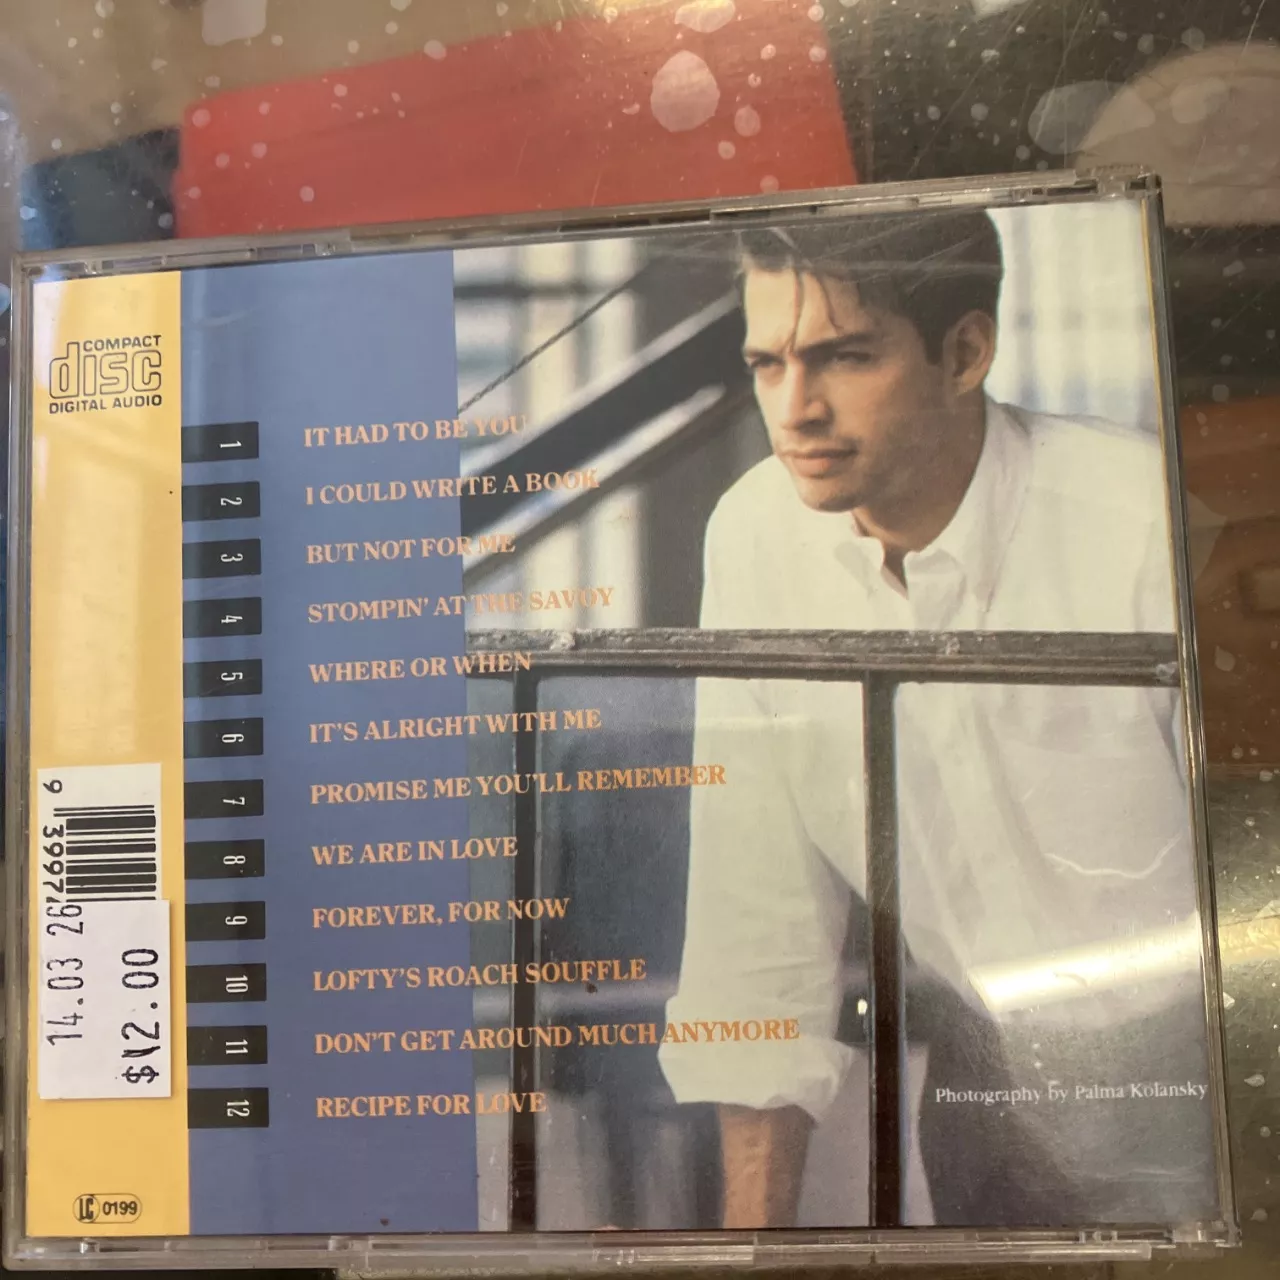 COMPACT
disc
DIGITAL AUDIO
1 IT HAD TO BE YOU
2 I COULD WRITE A BOOK
3 BUT NOT FOR ME
4 STOMPIN' AT THE SAVOY
5 WHERE OR WHEN
6 IT'S ALRIGHT WITH ME
7 PROMISE ME YOU'LL REMEMBER
8 WE ARE IN LOVE
9 FOREVER, FOR NOW
10 LOFTY'S ROACH SOUFFLE
11 DON'T GET AROUND MUCH ANYMORE
12 RECIPE FOR LOVE
Photography by Palma Kolansky
14.03 26
$2.00
LC 0199